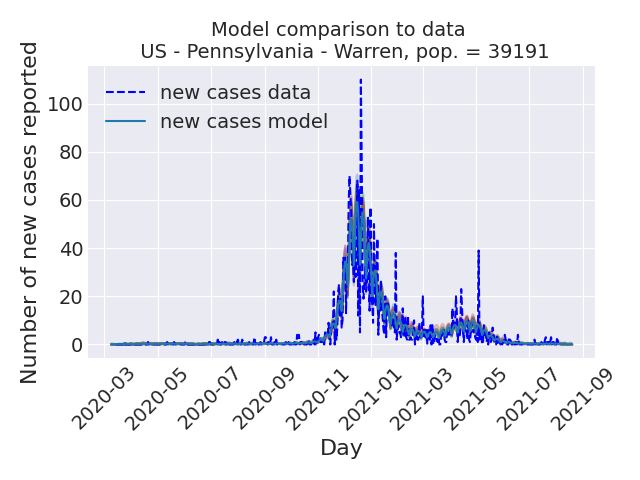 Model comparison to data
US - Pennsylvania - Warren, pop. = 39191
Number of new cases reported
100
80
60
40
20
0
new cases data
new cases model
2020-03
2020-05
2020-07
2020-09
2020-11
2021-01
2021-03
2021-05
2021-07
2021-09
Day